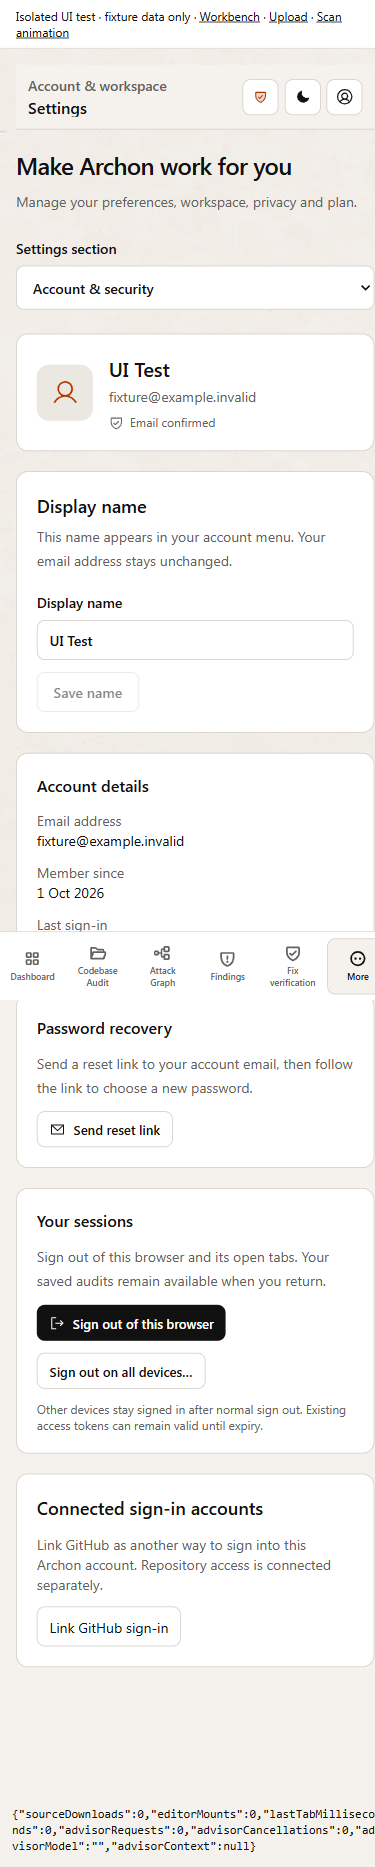 Isolated UI test · fixture data only · Workbench · Upload · Scan
animation
Account & workspace
Settings
Make Archon work for you
Manage your preferences, workspace, privacy and plan.
Settings section
Account & security
UI Test
fixture@example.invalid
Email confirmed
Display name
This name appears in your account menu. Your
email address stays unchanged.
Display name
UI Test
Save name
Account details
Email address
fixture@example.invalid
Member since
1 Oct 2026
Last sign-in
Dashboard
Codebase
Audit
Attack
Graph
Findings
Fix
verification
More
Password recovery
Send a reset link to your account email, then follow
the link to choose a new password.
Send reset link
Your sessions
Sign out of this browser and its open tabs. Your
saved audits remain available when you return.
Sign out of this browser
Sign out on all devices...
Other devices stay signed in after normal sign out. Existing
access tokens can remain valid until expiry.
Connected sign-in accounts
Link GitHub as another way to sign into this
Archon account. Repository access is connected
separately.
Link GitHub sign-in
{"sourceDownloads":0,"editorMounts":0,"lastTabMilliseco
nds":0,"advisorRequests":0,"advisorCancellations":0,"ad
visorModel":"","advisorContext":null}